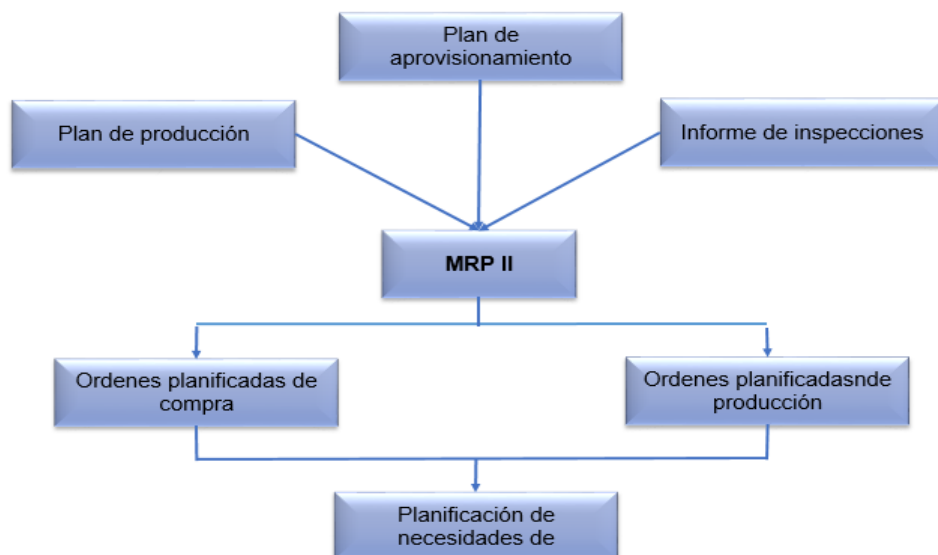 Plan de
aprovisionamiento
Plan de producción
Informe de inspecciones
MRP II
Ordenes planificadas de
compra
Ordenes planificadasnde
producción
Planificación de
necesidades de